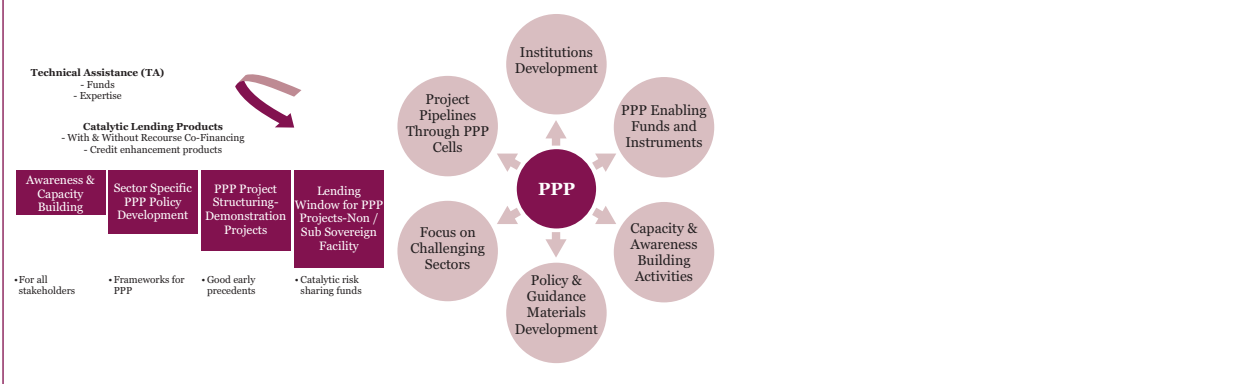 Technical Assistance (TA)
- Funds
- Expertise
Catalytic Lending Products
- With & Without Recourse Co-Financing
- Credit enhancement products
Awareness &
Capacity
Building
Sector Specific
PPP Policy
Development
PPP Project
Structuring-
Demonstration
Projects
Lending
Window for PPP
Projects-Non /
Sub Sovereign
Facility
•For all
stakeholders
•Frameworks for
PPP
•Good early
precedents
•Catalytic risk
sharing funds
PPP
Institutions
Development
PPP Enabling
Funds and
Instruments
Capacity &
Awareness
Building
Activities
Policy &
Guidance
Materials
Development
Focus on
Challenging
Sectors
Project
Pipelines
Through PPP
Cells